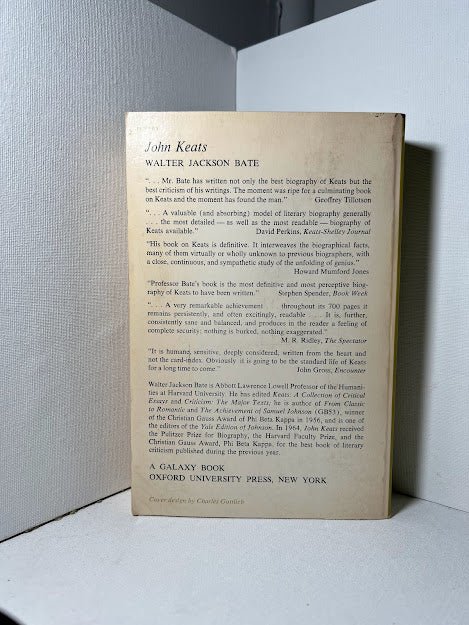 John Keats
WALTER JACKSON BATE
". . . Mr. Bate has written not only the best biography of Keats but the
best criticism of his writings. The moment was ripe for a culminating book
on Keats and the moment has found the man." Geoffrey Tillotson
". . . A valuable (and absorbing) model of literary biography generally
. . . the most detailed — as well as the most readable — biography of
Keats available." David Perkins, Keats-Shelley Journal
"His book on Keats is definitive. It interweaves the biographical facts,
many of them virtually or wholly unknown to previous biographers, with
a close, continuous, and sympathetic study of the unfolding of genius."
Howard Mumford Jones
"Professor Bate's book is the most definitive and most perceptive biog-
raphy of Keats to have been written." Stephen Spender, Book Week
". . . A very remarkable achievement . . . throughout its 700 pages it
remains persistently, and often excitingly, readable . . . It is, further,
consistently sane and balanced, and produces in the reader a feeling of
complete security; nothing is burked, nothing exaggerated."
M. R. Ridley, The Spectator
"It is humane, sensitive, deeply considered, written from the heart and
not the card-index. Obviously it is going to be the standard life of Keats
for a long time to come." John Gross, Encounter
Walter Jackson Bate is Abbott Lawrence Lowell Professor of the Humani-
ties at Harvard University. He has edited Keats: A Collection of Critical
Essays and Criticism: The Major Texts, he is author of From Classic
to Romantic and The Achievement of Samuel Johnson (GB53), winner
of the Christian Gauss Award of Phi Beta Kappa in 1956, and is one of
the editors of the Yale Edition of Johnson. In 1964, John Keats received
the Pulitzer Prize for Biography, the Harvard Faculty Prize, and the
Christian Gauss Award, Phi Beta Kappa, for the best book of literary
criticism published during the previous year.
A GALAXY BOOK
OXFORD UNIVERSITY PRESS, NEW YORK
Cover design by Charles Gottlieb